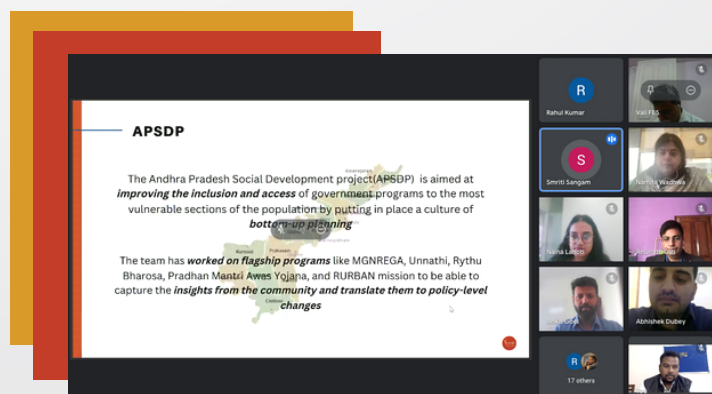 APSDP
The Andhra Pradesh Social Development project(APSDP) is aimed at
improving the inclusion and access of government programs to the most
vulnerable sections of the population by putting in place a culture of
bottom-up planning
The team has worked on flagship programs like MGNREGA, Unnathi, Rythu
Bharosa, Pradhan Mantri Awas Yojana, and RURBAN mission to be able to
capture the insights from the community and translate them to policy-level
changes
R
Rahul Kumar
S
Smriti Sangam
Namita Wadhwa
Naina Lakob
Abhishek Dubey
R
17 others